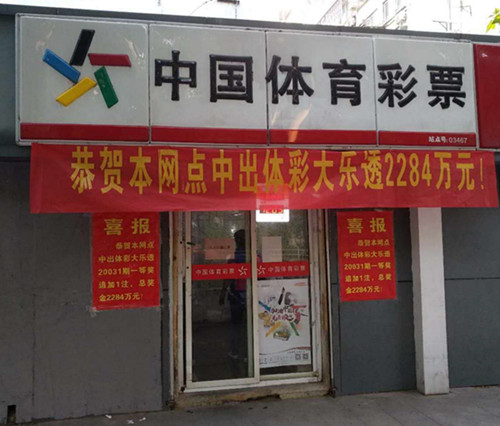 中国体育彩票
站点号:03467
恭贺本网点中出体彩大乐透2284万元!
喜报
恭贺本网点
中出体彩大乐透
20031期一等奖
追加1注,总奖
金2284万元!
中国体育彩票
中国体育彩票
喜报
恭贺本网点
中出体彩大乐透
20031期一等奖
追加1注,总奖
金2284万元!